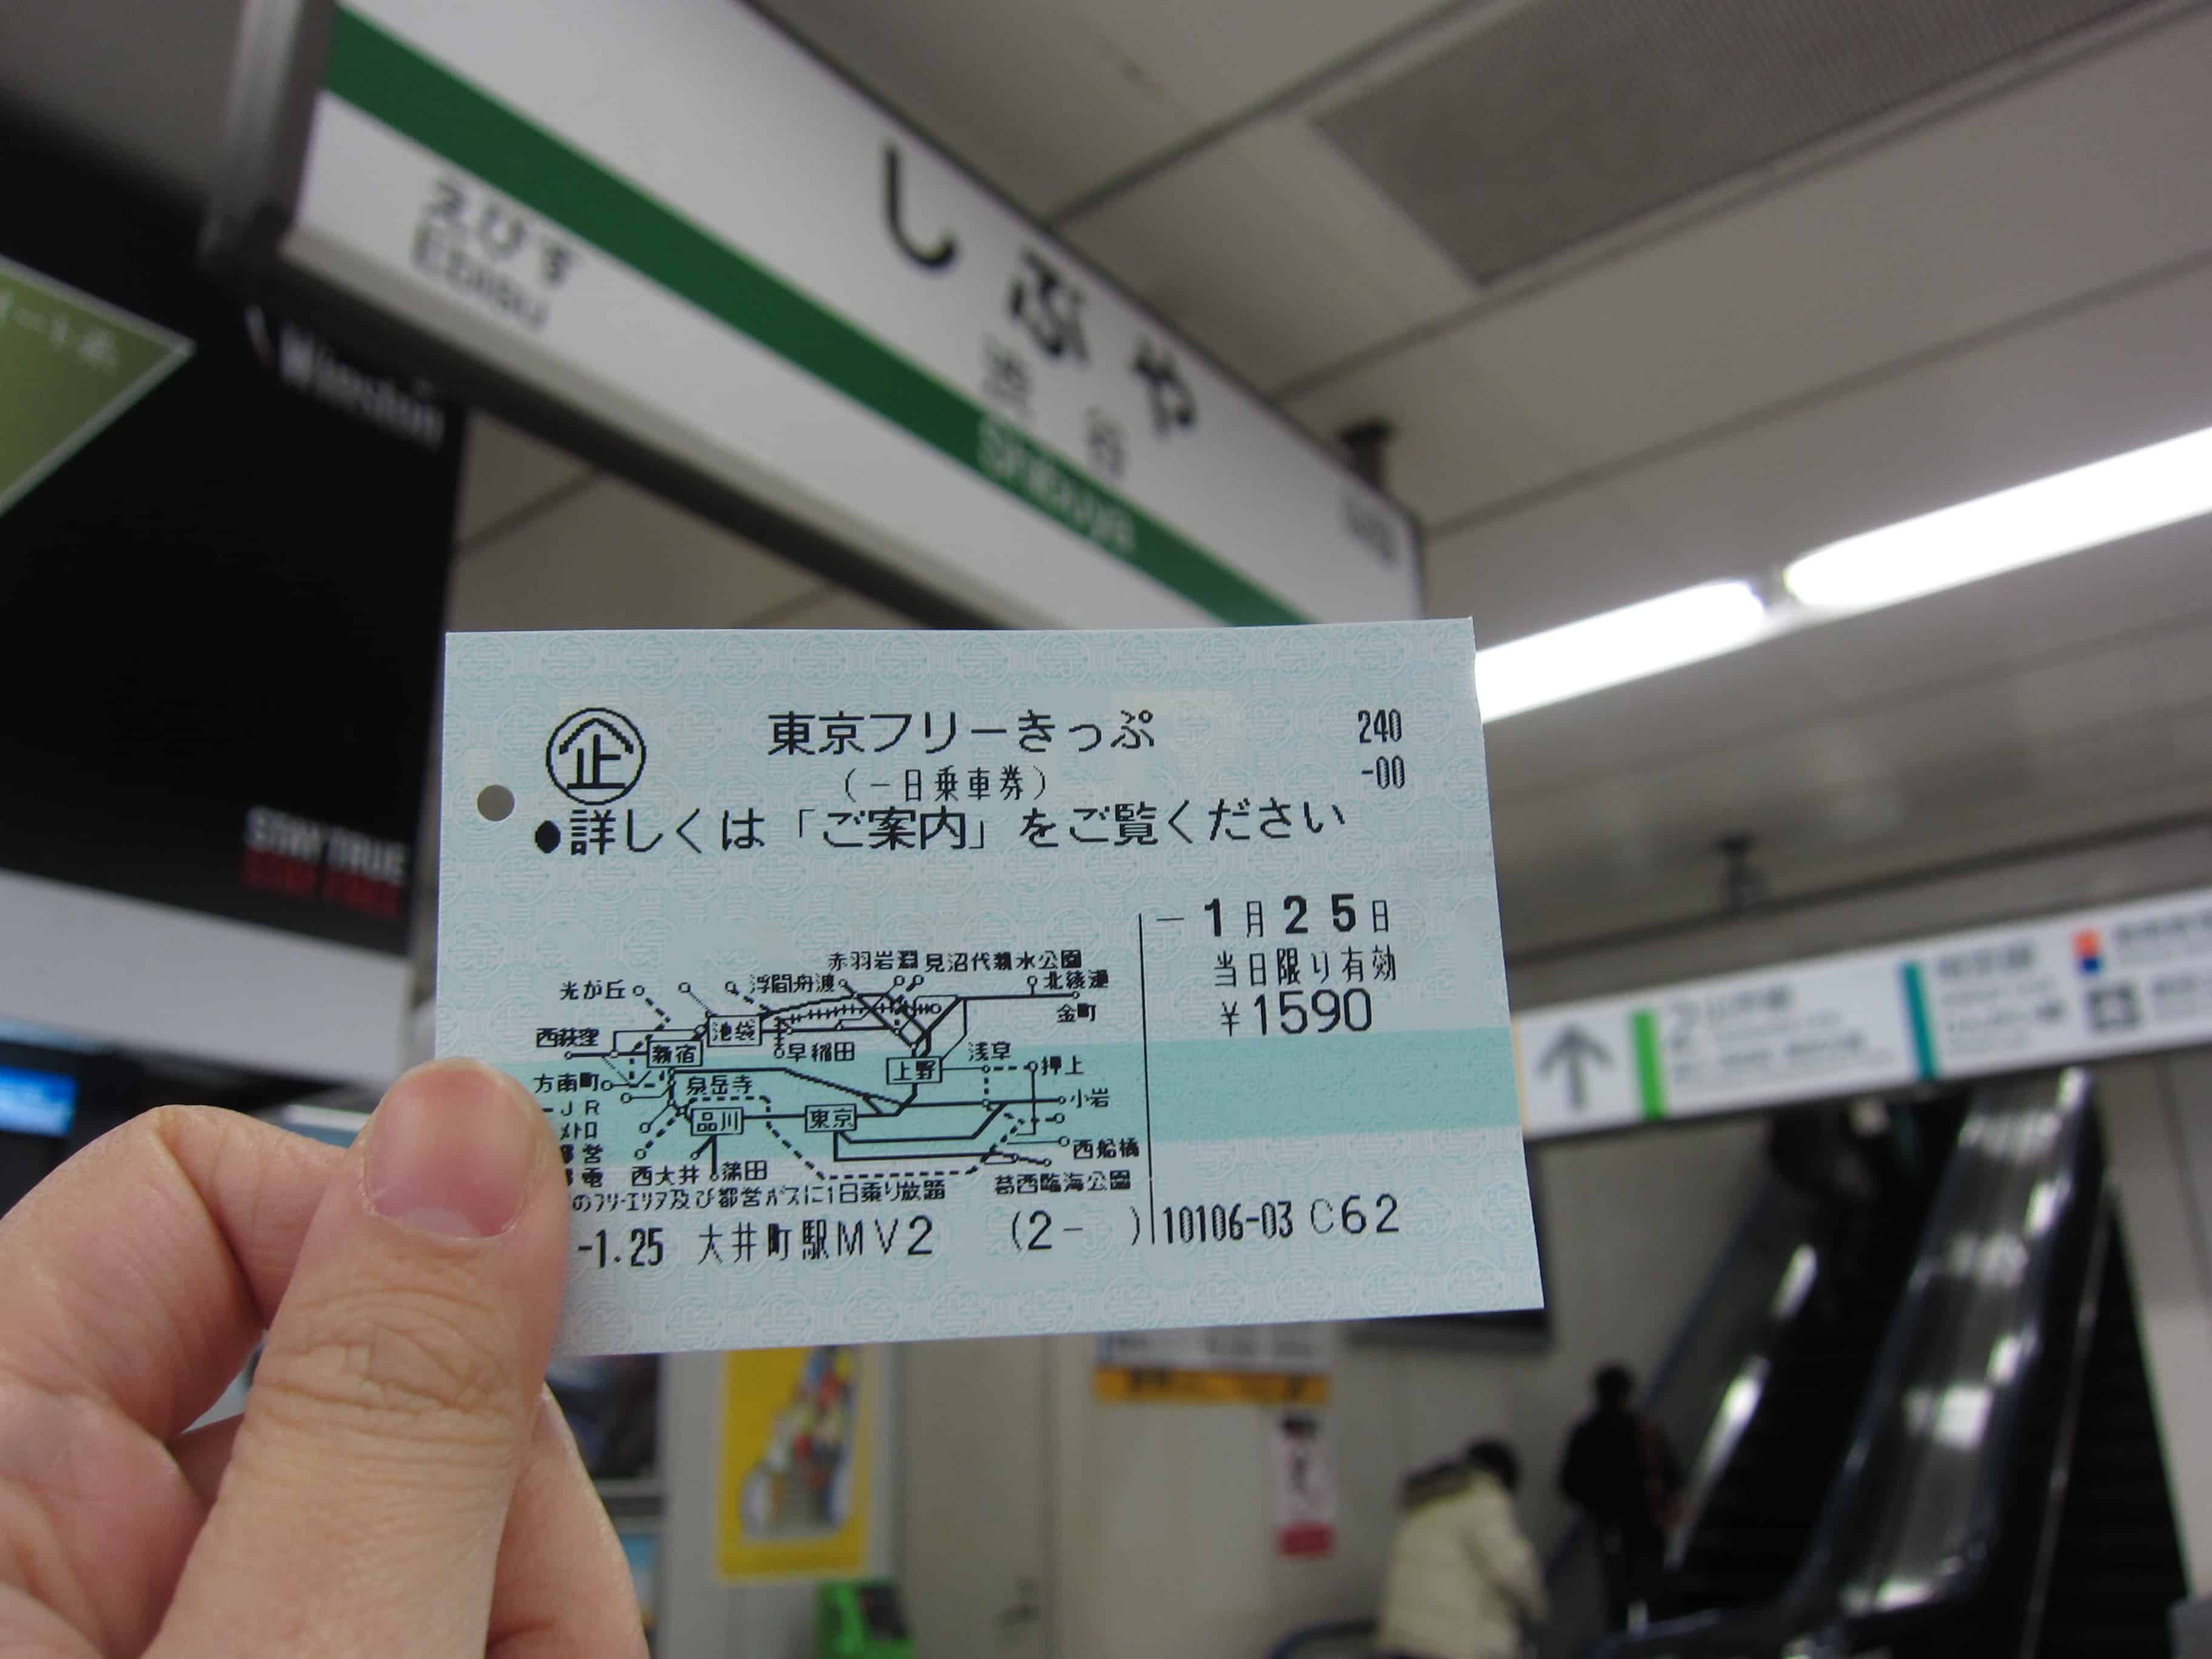 しぶや
渋谷
Shibuya
えびす
Ebisu
Winston
STAY TRUE
STAY FREE
企
東京フリーきっぷ
240
-00
(一日乗車券)
●詳しくは「ご案内」をご覧ください
-1月25日
当日限り有効
¥1590
赤羽岩淵 見沼代親水公園
光が丘 浮間舟渡 北綾瀬
金町
西荻窪 新宿 池袋 早稲田
上野 浅草 押上
方南町 泉岳寺
小岩
JR
品川 東京
メトロ
営
西船橋
電 西大井 蒲田
葛西臨海公園
のフリーエリア及び都営バスに1日乗り放題
-1.25 大井町駅MV2 (2- ) 10106-03 C62